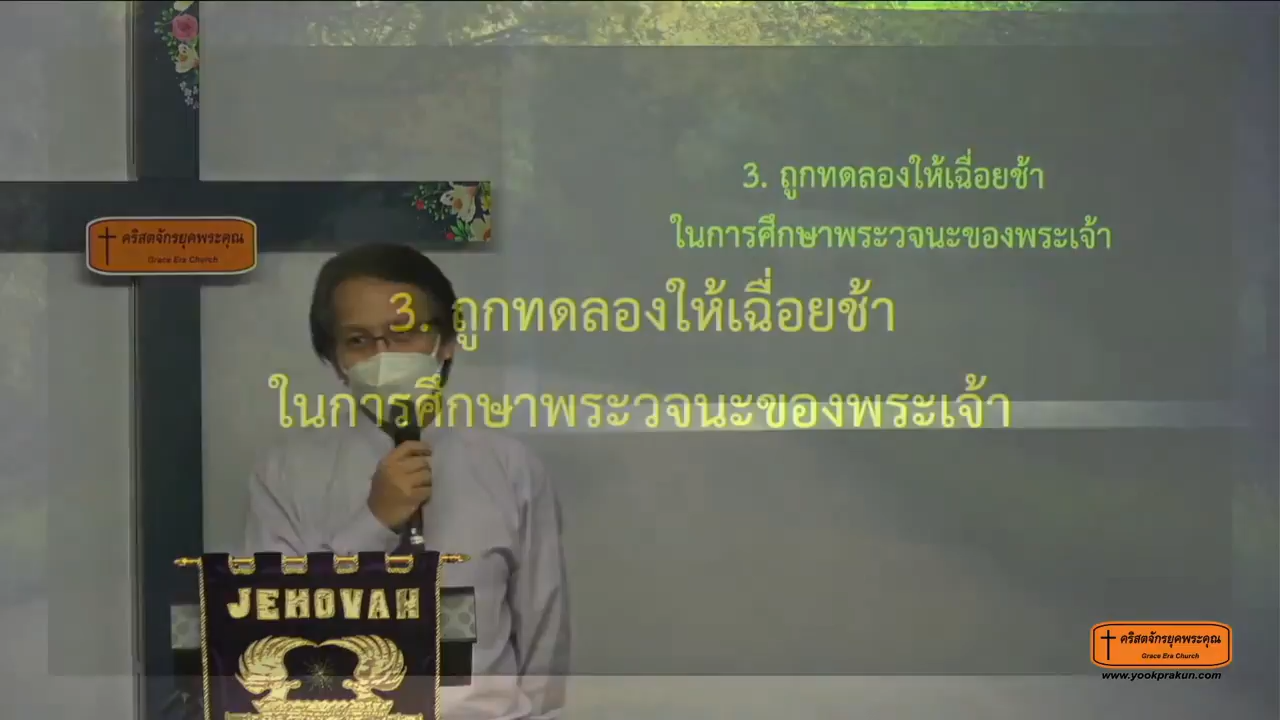 3. ถูกทดลองให้เฉื่อยช้า
ในการศึกษาพระวจนะของพระเจ้า
คริสตจักรยุคพระคุณ
Grace Era Church
3. ถูกทดลองให้เฉื่อยช้า
ในการศึกษาพระวจนะของพระเจ้า
JEHOVAH
คริสตจักรยุคพระคุณ
Grace Era Church
www.yookprakun.com